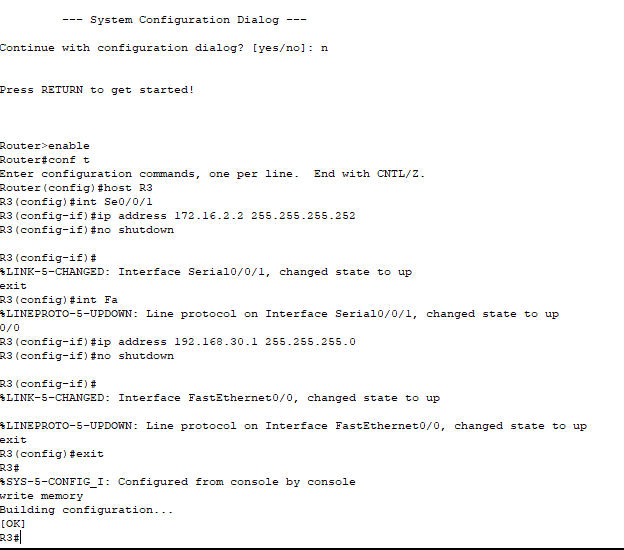 --- System Configuration Dialog ---
Continue with configuration dialog? [yes/no]: n
Press RETURN to get started!
Router>enable
Router#conf t
Enter configuration commands, one per line.  End with CNTL/Z.
Router(config)#host R3
R3(config)#int Se0/0/1
R3(config-if)#ip address 172.16.2.2 255.255.255.252
R3(config-if)#no shutdown
R3(config-if)#
%LINK-5-CHANGED: Interface Serial0/0/1, changed state to up
exit
R3(config)#int Fa
%LINEPROTO-5-UPDOWN: Line protocol on Interface Serial0/0/1, changed state to up
0/0
R3(config-if)#ip address 192.168.30.1 255.255.255.0
R3(config-if)#no shutdown
R3(config-if)#
%LINK-5-CHANGED: Interface FastEthernet0/0, changed state to up
%LINEPROTO-5-UPDOWN: Line protocol on Interface FastEthernet0/0, changed state to up
exit
R3(config)#exit
R3#
%SYS-5-CONFIG_I: Configured from console by console
write memory
Building configuration...
[OK]
R3#